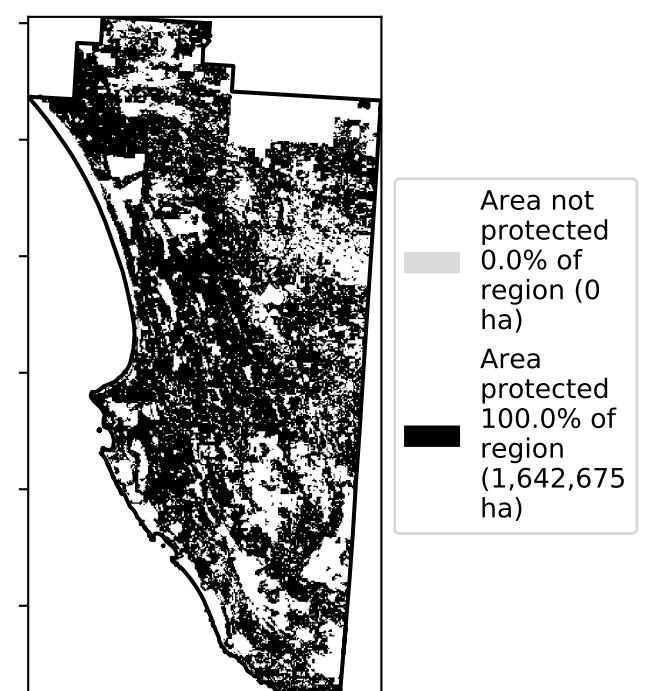 Area not
protected
0.0% of
region (0
ha)
Area
protected
100.0% of
region
(1,642,675
ha)